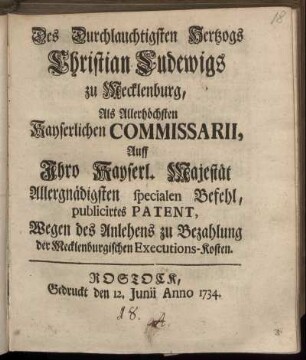 18
Des Durchlauchtigsten Hertzogs
Christian Ludewigs
zu Mecklenburg,
Als Allerhöchsten
Kayserlichen COMMISSARII,
Auff
Ihro Kayserl. Majestät
Allergnädigsten specialen Befehl,
publicirtes PATENT,
Wegen des Anlehens zu Bezahlung
der Mecklenburgischen Executions-Kosten.
ROSTOCK,
Gedruckt den 12. Junii Anno 1734.
18.